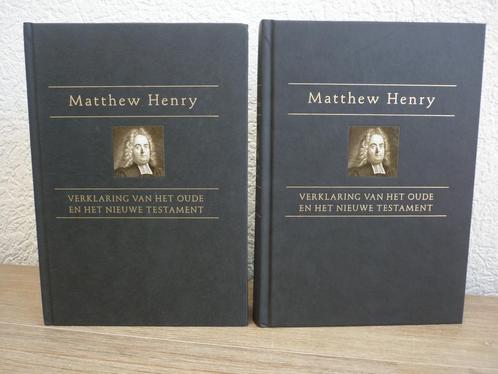 Matthew Henry
VERKLARING VAN HET OUDE
EN HET NIEUWE TESTAMENT
Matthew Henry
VERKLARING VAN HET OUDE
EN HET NIEUWE TESTAMENT